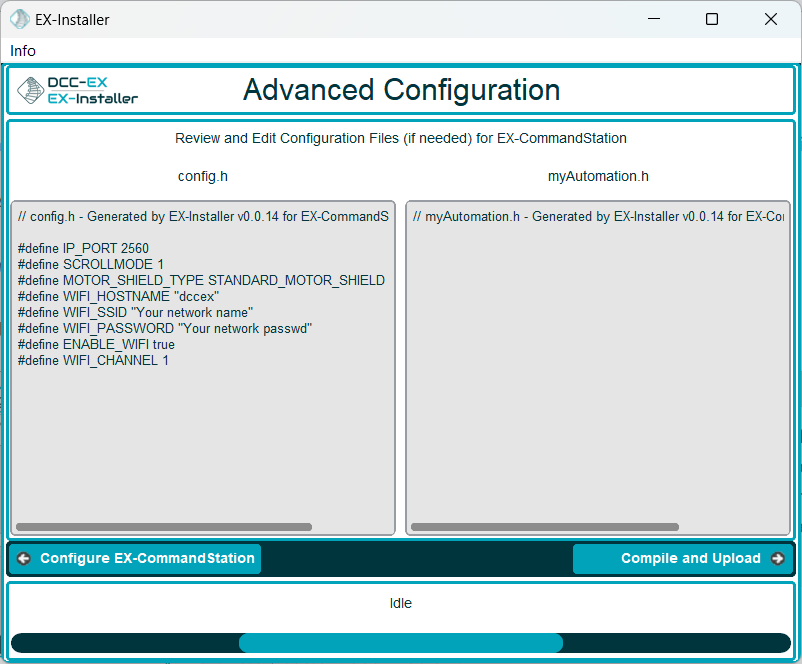 EX-Installer
Info
DCC-EX
EX-Installer
Advanced Configuration
Review and Edit Configuration Files (if needed) for EX-CommandStation
config.h
myAutomation.h
// config.h - Generated by EX-Installer v0.0.14 for EX-CommandS
#define IP_PORT 2560
#define SCROLLMODE 1
#define MOTOR_SHIELD_TYPE STANDARD_MOTOR_SHIELD
#define WIFI_HOSTNAME "dccex"
#define WIFI_SSID "Your network name"
#define WIFI_PASSWORD "Your network passwd"
#define ENABLE_WIFI true
#define WIFI_CHANNEL 1
// myAutomation.h - Generated by EX-Installer v0.0.14 for EX-Co
Configure EX-CommandStation
Compile and Upload
Idle